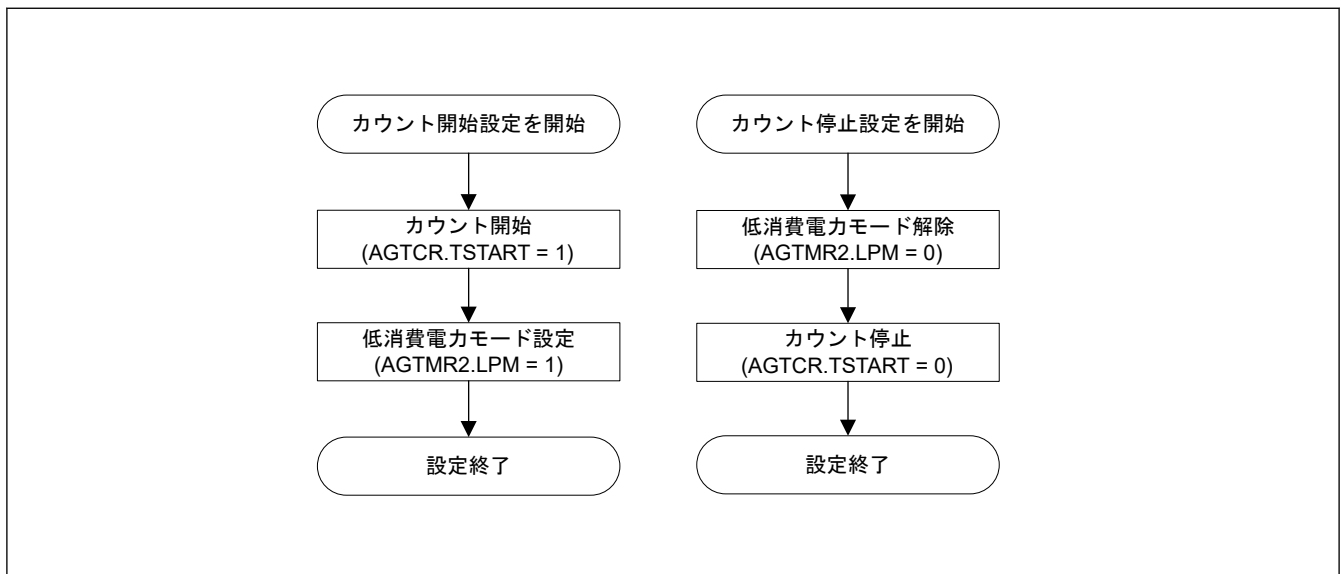 カウント開始設定を開始
カウント開始
(AGTCR.TSTART = 1)
低消費電力モード設定
(AGTMR2.LPM = 1)
設定終了
カウント停止設定を開始
低消費電力モード解除
(AGTMR2.LPM = 0)
カウント停止
(AGTCR.TSTART = 0)
設定終了